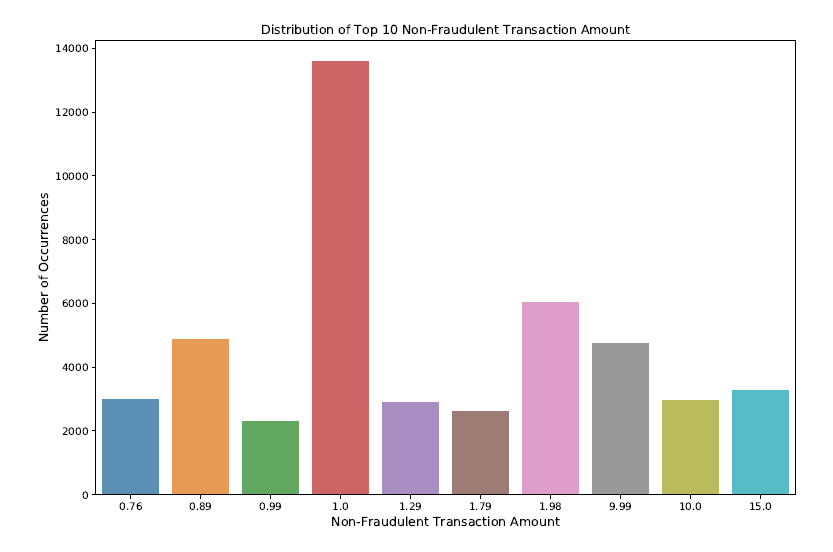 Distribution of Top 10 Non-Fraudulent Transaction Amount
14000
12000
10000
8000
6000
4000
2000
0
Number of Occurrences
0.76 0.89 0.99 1.0 1.29 1.79 1.98 9.99 10.0 15.0
Non-Fraudulent Transaction Amount